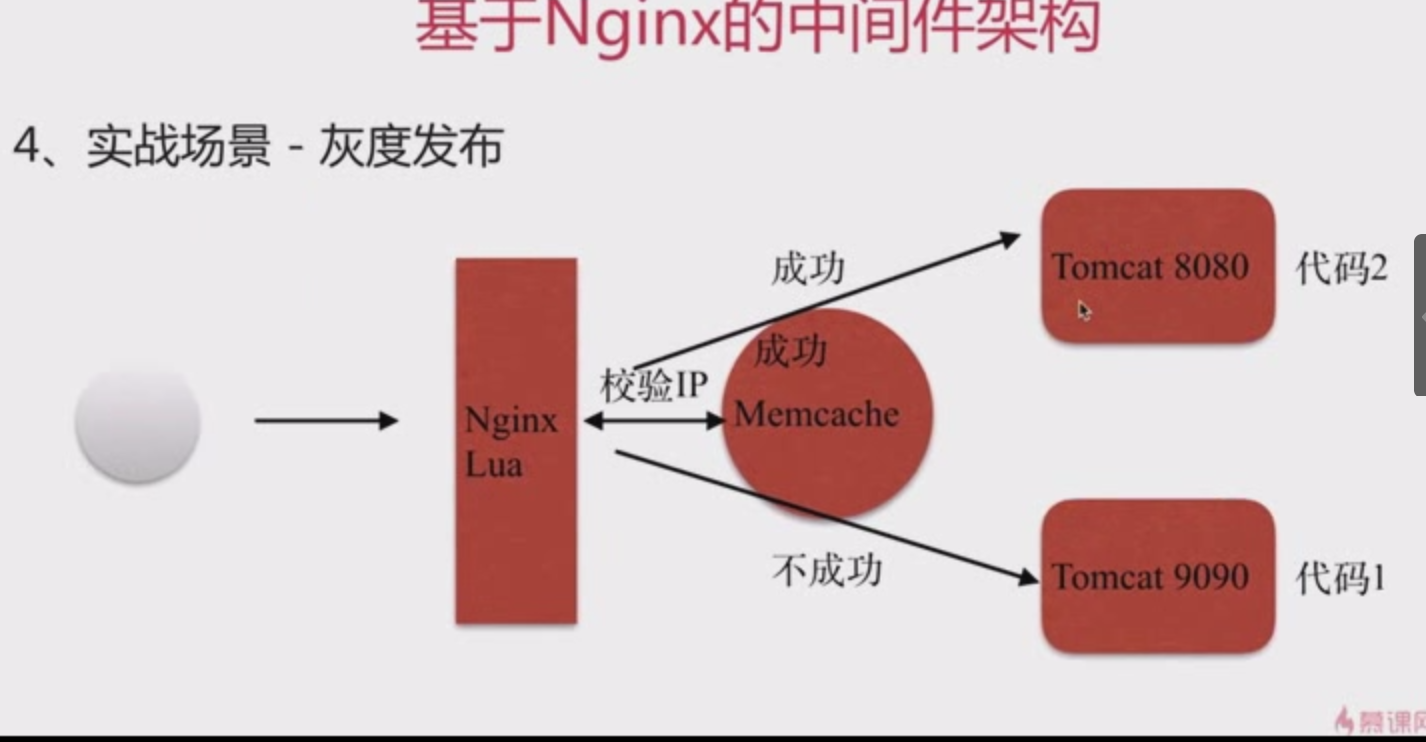 基于Nginx的中间件架构
4、实战场景 - 灰度发布
成功
Tomcat 8080
代码2
成功
校验IP
Nginx
Lua
Memcache
不成功
Tomcat 9090
代码1
慕课网